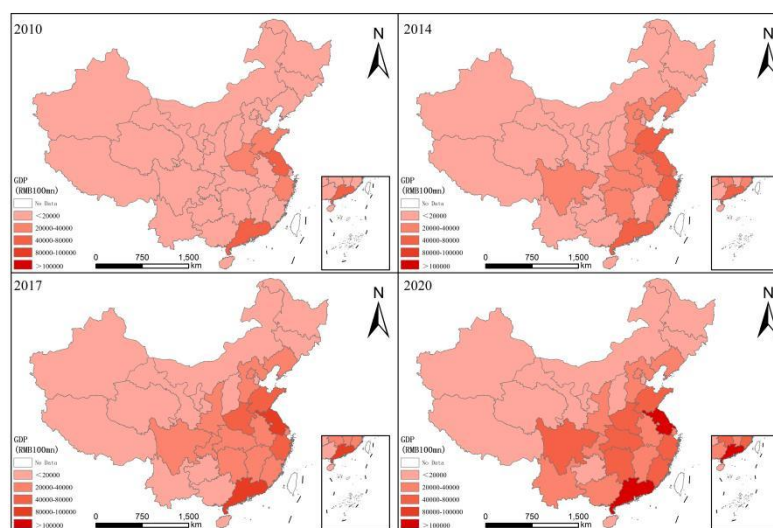 2010
N
GDP
(RMB100mn)
No Data
<20000
20000-40000
40000-80000
80000-100000
>100000
0 750 1,500
km
2014
N
GDP
(RMB100mn)
No Data
<20000
20000-40000
40000-80000
80000-100000
>100000
0 750 1,500
km
2017
N
GDP
(RMB100mn)
No Data
<20000
20000-40000
40000-80000
80000-100000
>100000
0 750 1,500
km
2020
N
GDP
(RMB100mn)
No Data
<20000
20000-40000
40000-80000
80000-100000
>100000
0 750 1,500
km